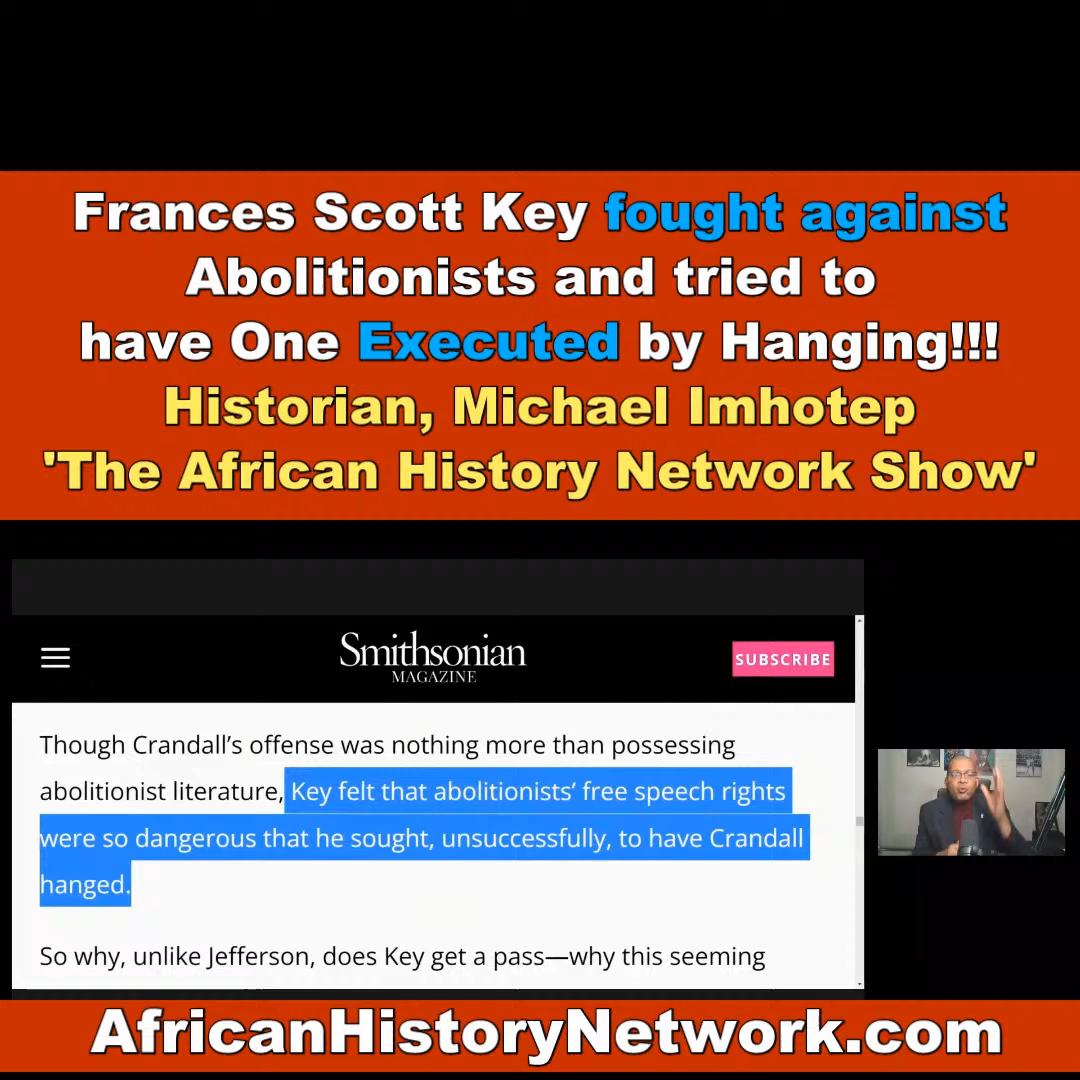 Frances Scott Key fought against
Abolitionists and tried to
have One Executed by Hanging!!!
Historian, Michael Imhotep
'The African History Network Show'
Smithsonian
MAGAZINE
SUBSCRIBE
Though Crandall’s offense was nothing more than possessing
abolitionist literature, Key felt that abolitionists’ free speech rights
were so dangerous that he sought, unsuccessfully, to have Crandall
hanged.
So why, unlike Jefferson, does Key get a pass—why this seeming
AfricanHistoryNetwork.com